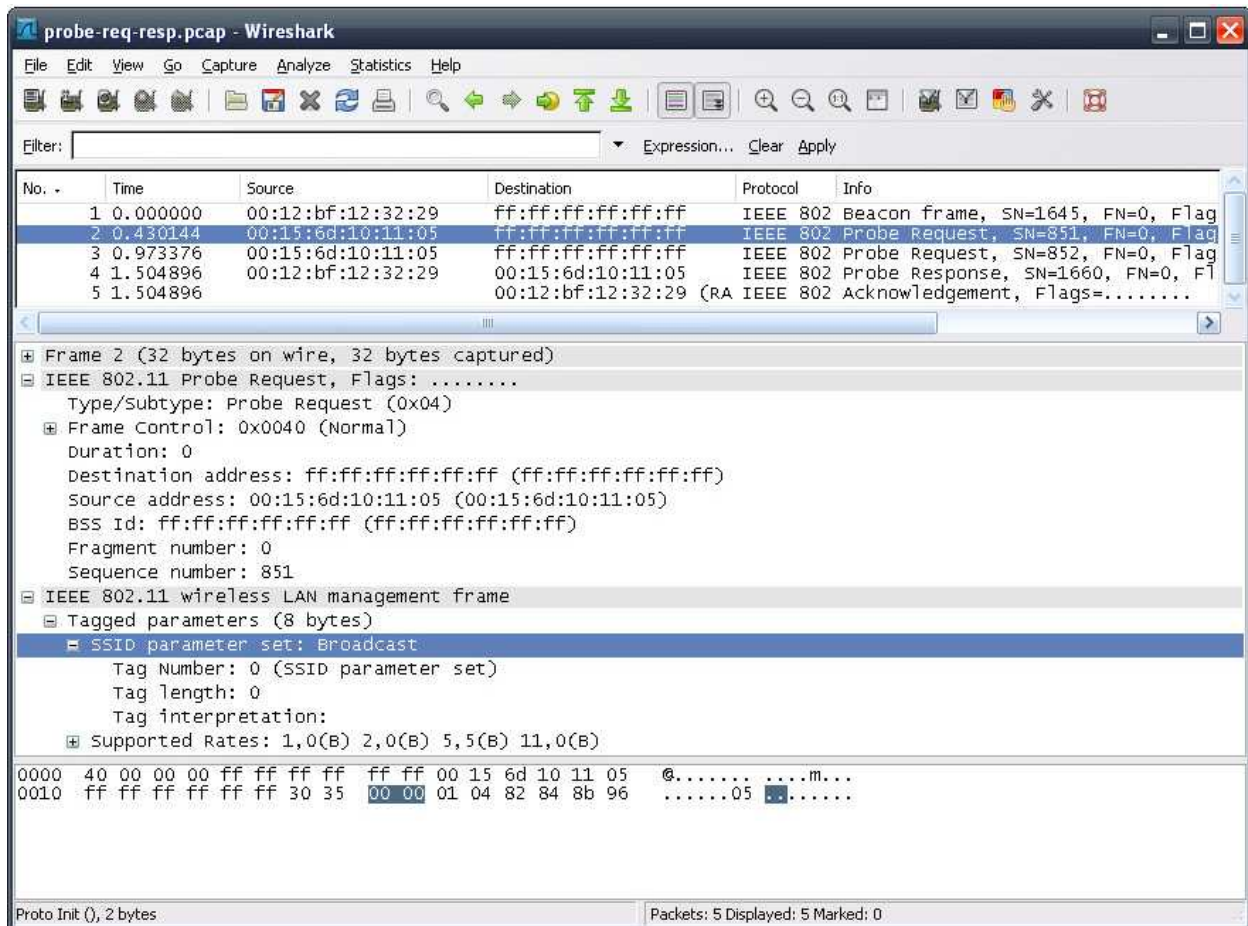 probe-req-resp.pcap - Wireshark
File Edit View Go Capture Analyze Statistics Help
Filter: Expression... Clear Apply
No. . Time Source Destination Protocol Info
1 0.000000 00:12:bf:12:32:29 ff:ff:ff:ff:ff:ff IEEE 802 Beacon frame, SN=1645, FN=0, Flag
2 0.430144 00:15:6d:10:11:05 ff:ff:ff:ff:ff:ff IEEE 802 Probe Request, SN=851, FN=0, Flag
3 0.973376 00:15:6d:10:11:05 ff:ff:ff:ff:ff:ff IEEE 802 Probe Request, SN=852, FN=0, Flag
4 1.504896 00:12:bf:12:32:29 00:15:6d:10:11:05 IEEE 802 Probe Response, SN=1660, FN=0, Fl
5 1.504896 00:12:bf:12:32:29 (RA IEEE 802 Acknowledgement, Flags=........
Frame 2 (32 bytes on wire, 32 bytes captured)
IEEE 802.11 Probe Request, Flags: ........
Type/Subtype: Probe Request (0x04)
Frame Control: 0x0040 (Normal)
Duration: 0
Destination address: ff:ff:ff:ff:ff:ff (ff:ff:ff:ff:ff:ff)
Source address: 00:15:6d:10:11:05 (00:15:6d:10:11:05)
BSS Id: ff:ff:ff:ff:ff:ff (ff:ff:ff:ff:ff:ff)
Fragment number: 0
Sequence number: 851
IEEE 802.11 wireless LAN management frame
Tagged parameters (8 bytes)
SSID parameter set: Broadcast
Tag Number: 0 (SSID parameter set)
Tag length: 0
Tag interpretation:
Supported Rates: 1,0(B) 2,0(B) 5,5(B) 11,0(B)
0000 40 00 00 00 ff ff ff ff ff ff 00 15 6d 10 11 05 @....... ....m...
0010 ff ff ff ff ff ff 30 35 00 00 01 04 82 84 8b 96 ......05 ........
Proto Init (), 2 bytes Packets: 5 Displayed: 5 Marked: 0